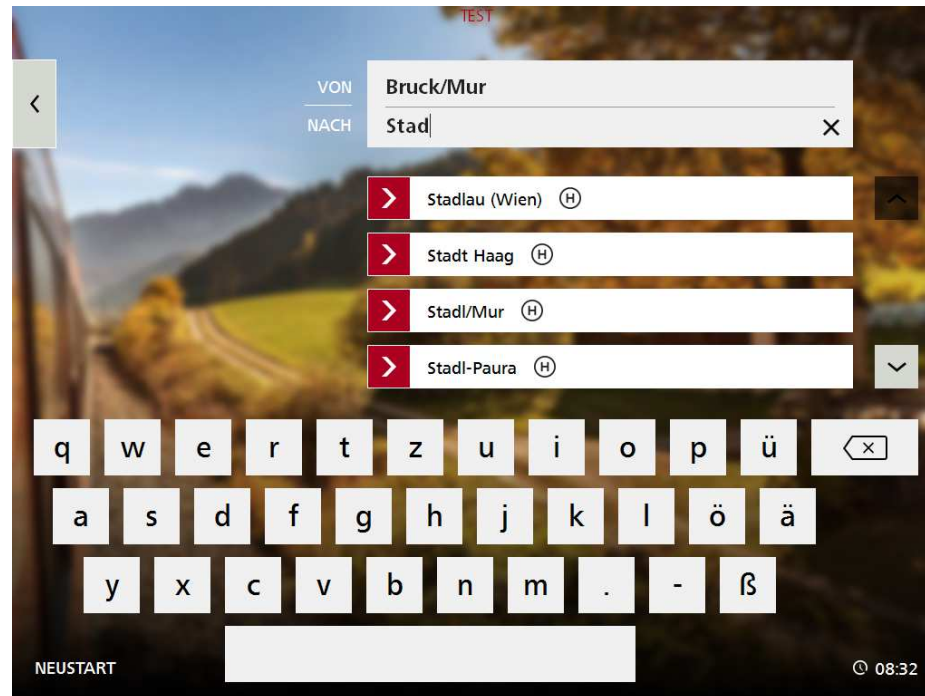 TEST
VON Bruck/Mur
NACH Stad
Stadlau (Wien) H
Stadt Haag H
Stadl/Mur H
Stadl-Paura H
q w e r t z u i o p ü
a s d f g h j k l ö ä
y x c v b n m . - ß
NEUSTART 08:32